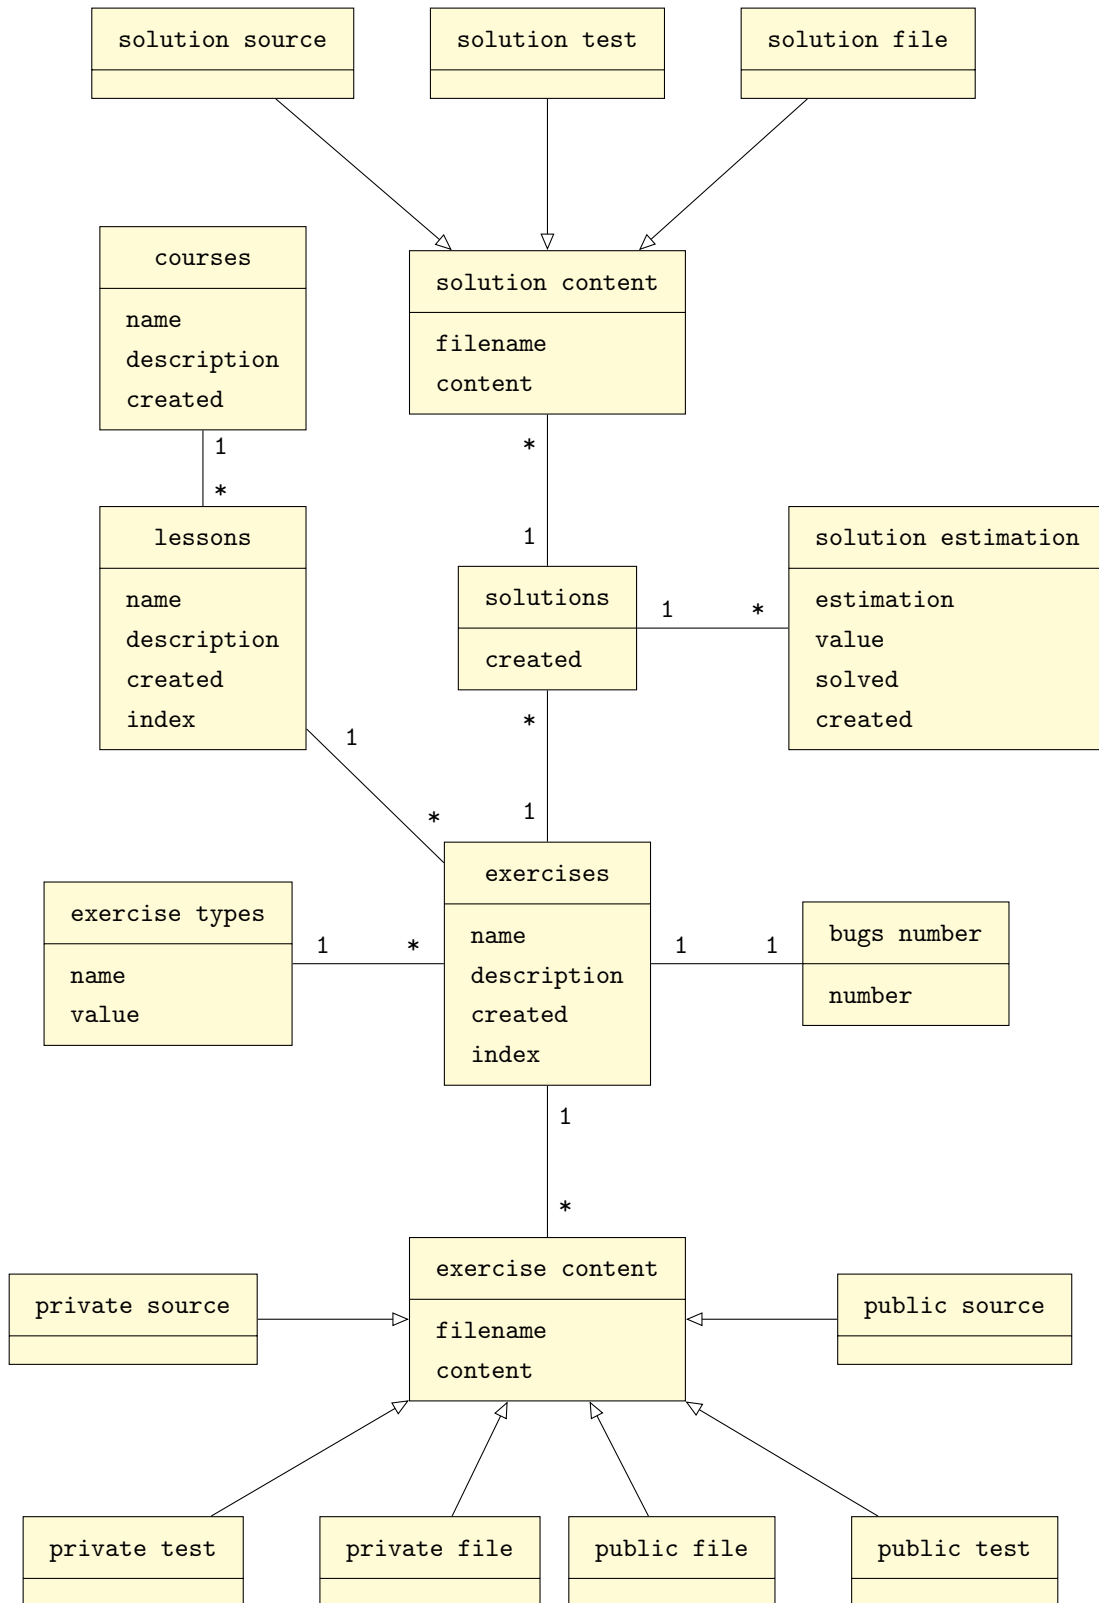 solution source
solution test
solution file
courses
name
description
created
solution content
filename
content
1
*
*
1
lessons
name
description
created
index
solutions
created
1
*
solution estimation
estimation
value
solved
created
1
*
*
1
exercise types
name
value
1
*
exercises
name
description
created
index
1
1
bugs number
number
1
*
private source
exercise content
filename
content
public source
private test
private file
public file
public test